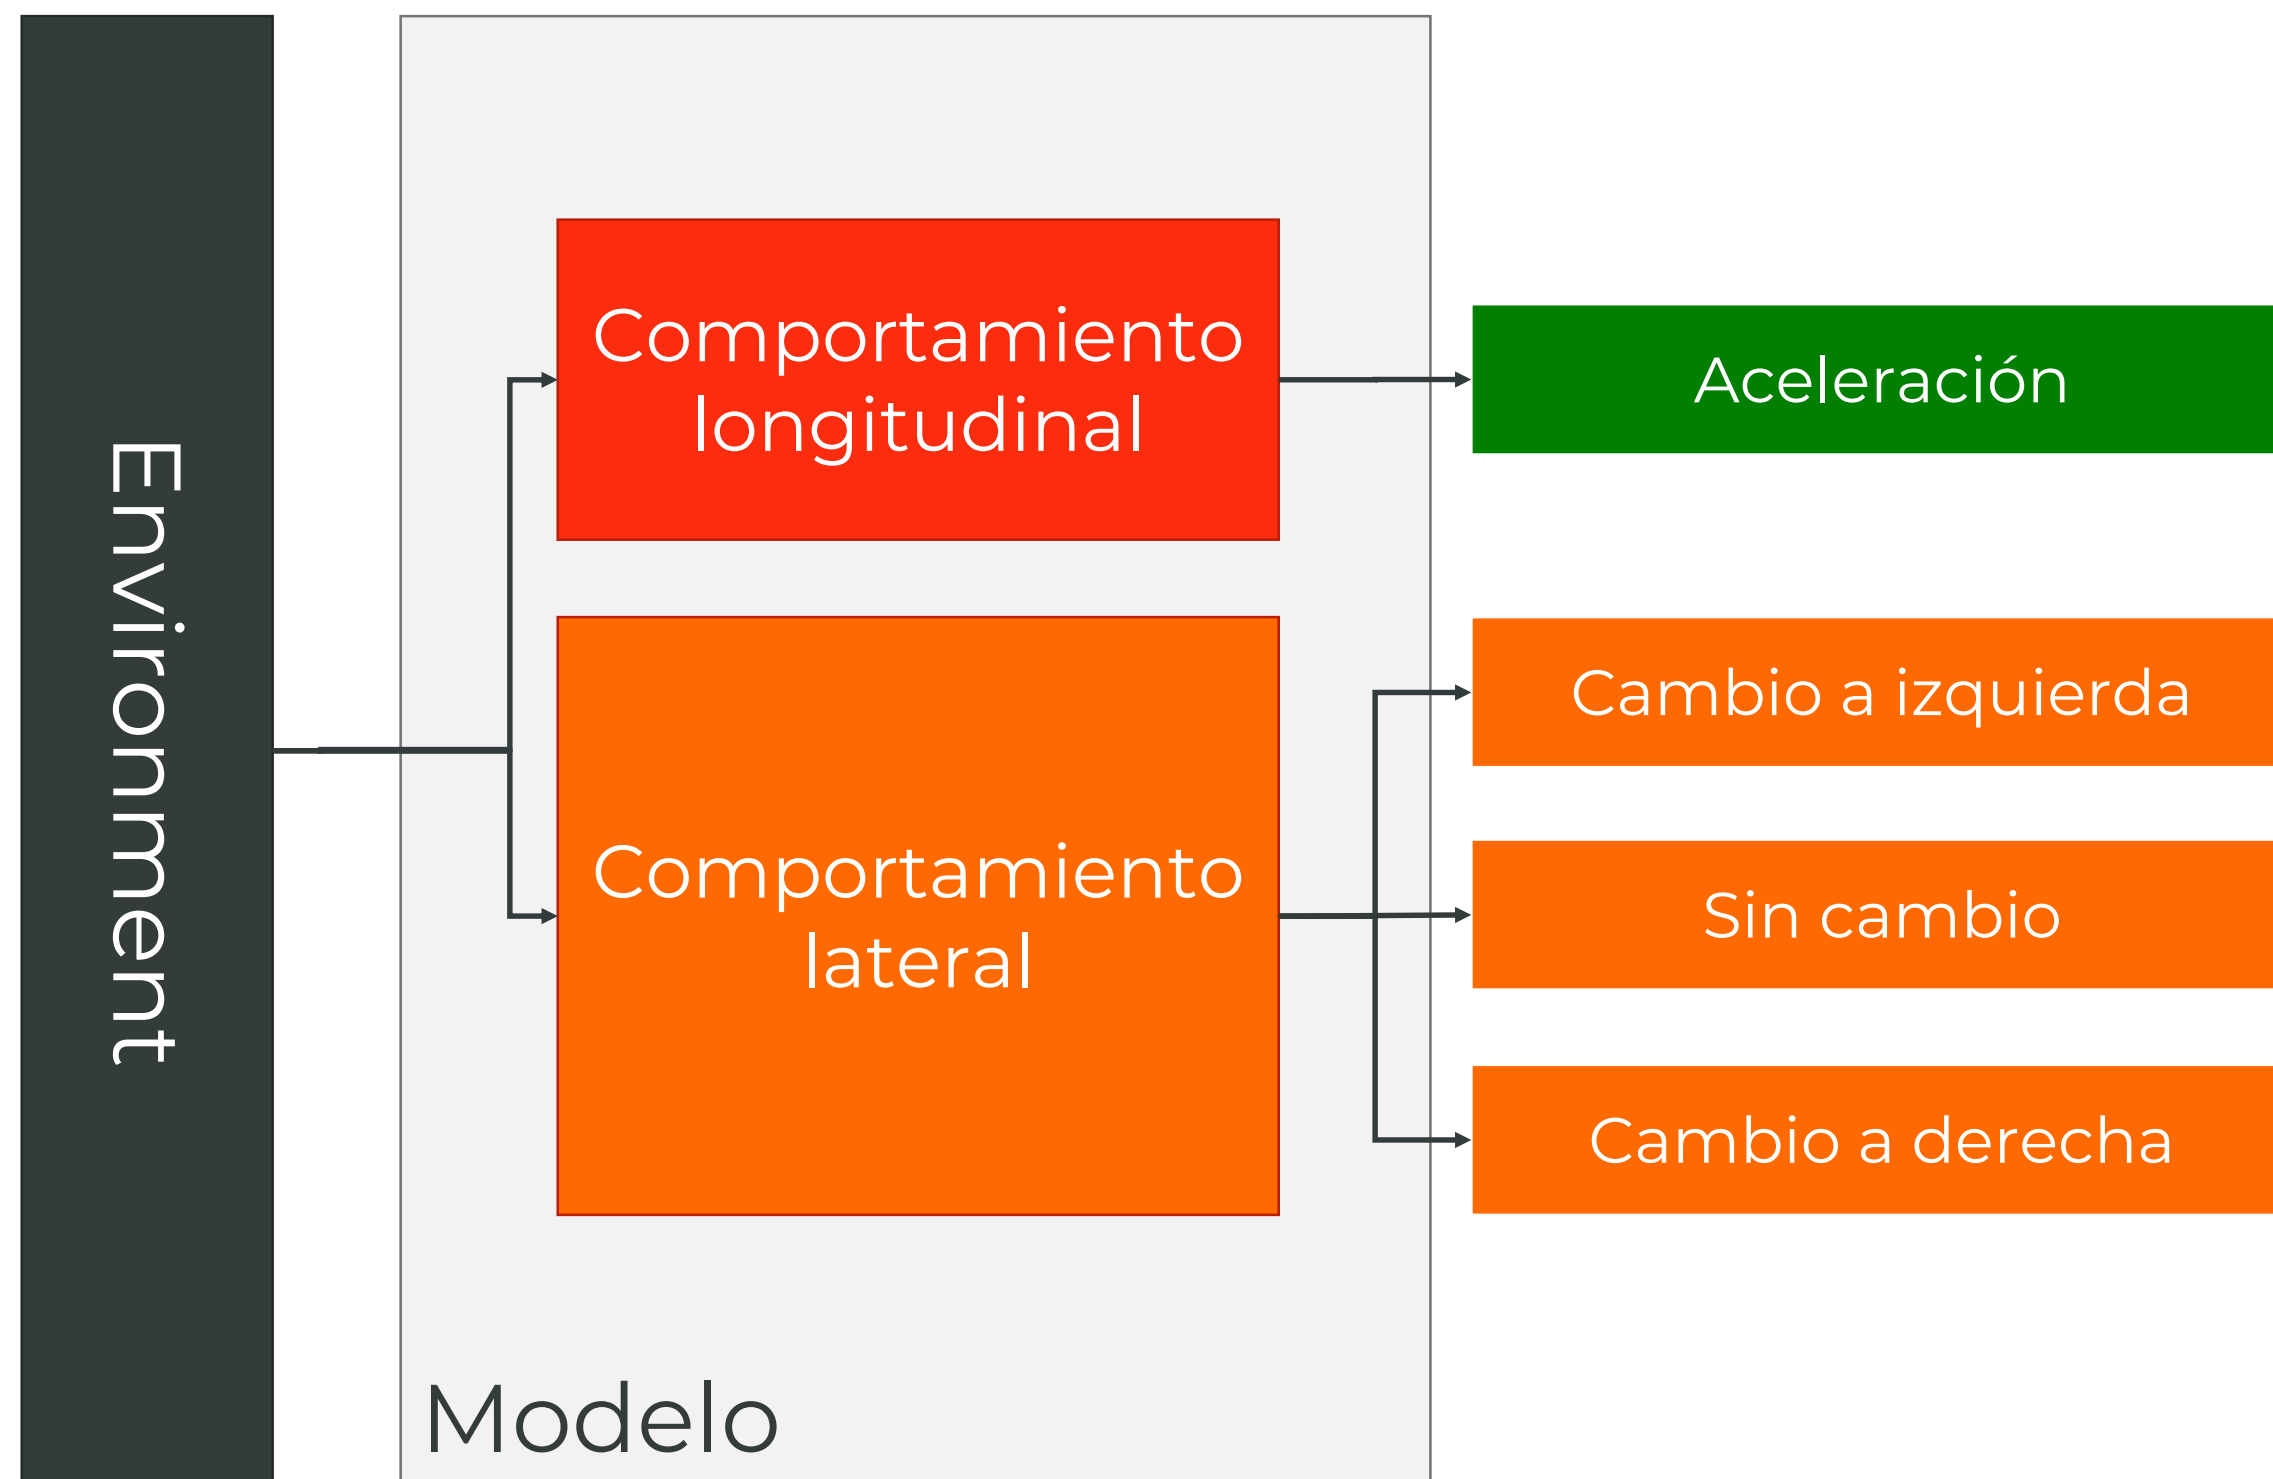 Environment
Comportamiento
longitudinal
Aceleración
Comportamiento
lateral
Cambio a izquierda
Sin cambio
Cambio a derecha
Modelo